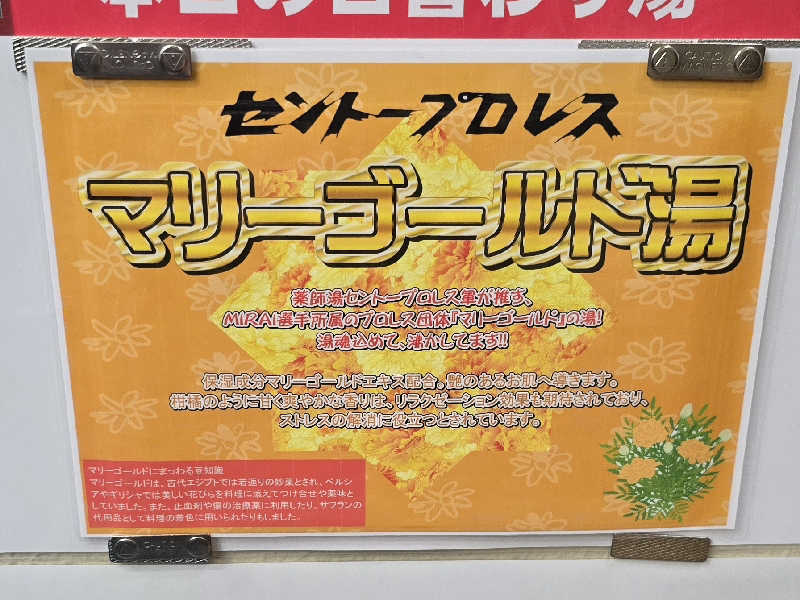 本日の日替わり湯
セントープロレス
マリーゴールド湯
薬師湯セントープロレス軍が推す、
MIRAI選手所属のプロレス団体『マリーゴールド』の湯!
湯魂込めて、沸かしてます!!
保湿成分マリーゴールドエキス配合。艶のあるお肌へ導きます。
柑橘のように甘く爽やかな香りは、リラクゼーション効果も期待されており、
ストレスの解消に役立つとされています。
マリーゴールドにまつわる豆知識
マリーゴールドは、古代エジプトでは若返りの妙薬とされ、ペルシ
アやギリシャでは美しい花びらを料理に添えてつけ合せや薬味と
していました。また、止血剤や傷の治療薬に利用したり、サフランの
代用品として料理の着色に用いられたりもしました。